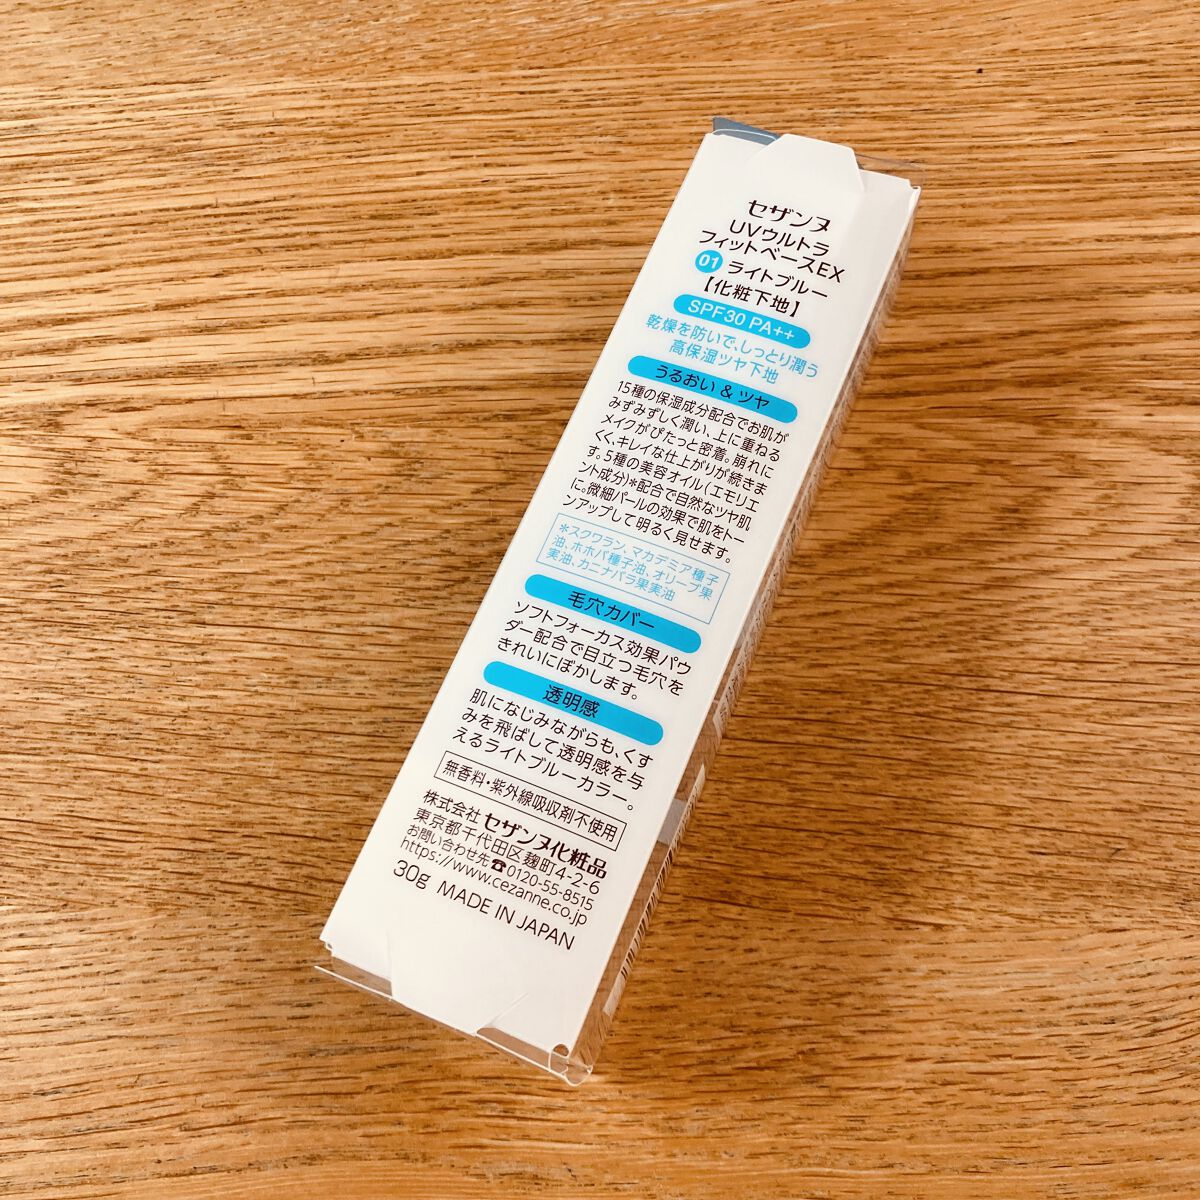 セザンヌ
UVウルトラ
フィットベースEX
01 ライトブルー
【化粧下地】
SPF30 PA++
乾燥を防いで、しっとり潤う
高保湿ツヤ下地
うるおい & ツヤ
15種の保湿成分配合でお肌が
みずみずしく潤い、上に重ねる
メイクがぴたっと密着。崩れに
くく、キレイな仕上がりが続きま
す。5種の美容オイル(エモリエ
ント成分)*配合で自然なツヤ肌
に。微細パールの効果で肌をトー
ンアップして明るく見せます。
*スクワラン、マカデミア種子
油、ホホバ種子油、オリーブ果
実油、カニナバラ果実油
毛穴カバー
ソフトフォーカス効果パウ
ダー配合で目立つ毛穴を
きれいにぼかします。
透明感
肌になじみながらも、くす
みを飛ばして透明感を与
えるライトブルーカラー。
無香料・紫外線吸収剤不使用
株式会社 セザンヌ化粧品
東京都千代田区麹町4-2-6
お問い合わせ先☎0120-55-8515
https://www.cezanne.co.jp
30g MADE IN JAPAN